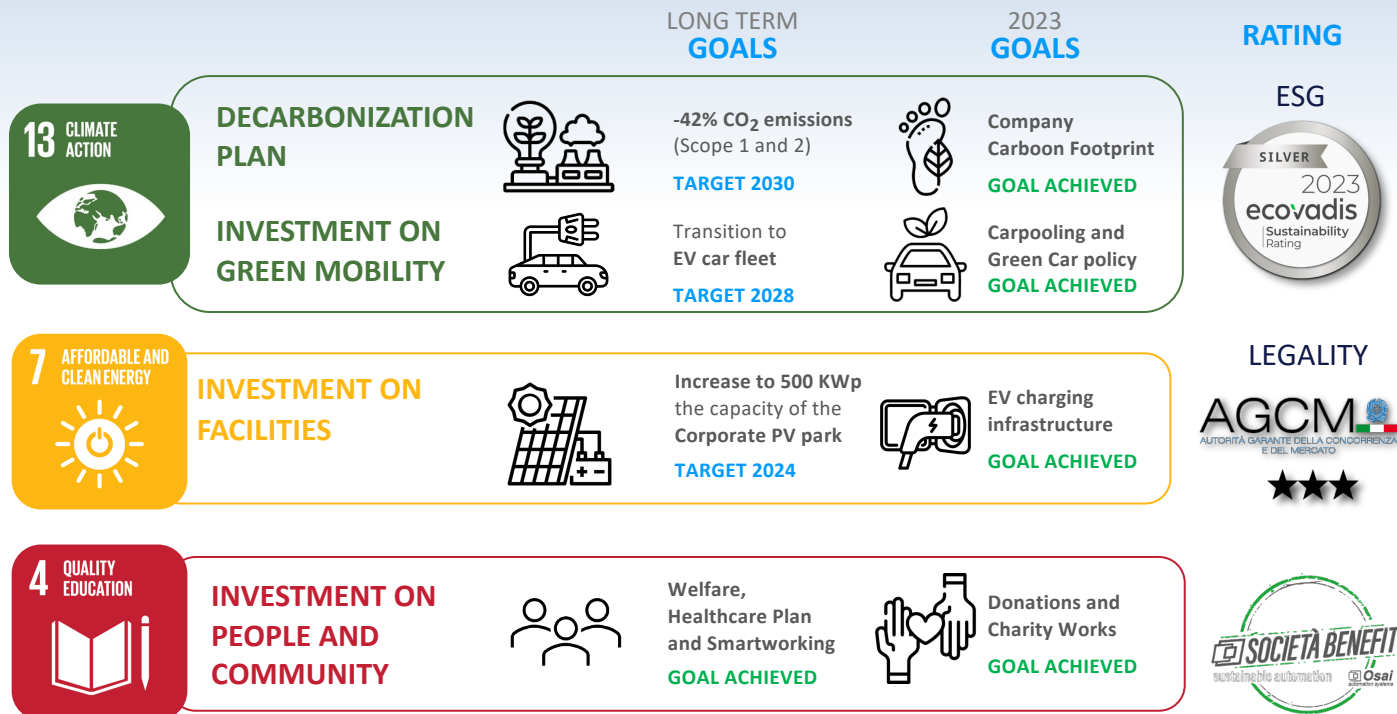 LONG TERM
GOALS
2023
GOALS
RATING
13 CLIMATE
ACTION
DECARBONIZATION
PLAN
-42% CO2 emissions
(Scope 1 and 2)
TARGET 2030
Company
Carboon Footprint
GOAL ACHIEVED
INVESTMENT ON
GREEN MOBILITY
Transition to
EV car fleet
TARGET 2028
Carpooling and
Green Car policy
GOAL ACHIEVED
ESG
SILVER
2023
ecovadis
Sustainability
Rating
7 AFFORDABLE AND
CLEAN ENERGY
INVESTMENT ON
FACILITIES
Increase to 500 KWp
the capacity of the
Corporate PV park
TARGET 2024
EV charging
infrastructure
GOAL ACHIEVED
LEGALITY
AGCM
AUTORITÀ GARANTE DELLA CONCORRENZA
E DEL MERCATO
★★★
4 QUALITY
EDUCATION
INVESTMENT ON
PEOPLE AND
COMMUNITY
Welfare,
Healthcare Plan
and Smartworking
GOAL ACHIEVED
Donations and
Charity Works
GOAL ACHIEVED
SOCIETÀ BENEFIT
sustainable automation
Osai
automation systems